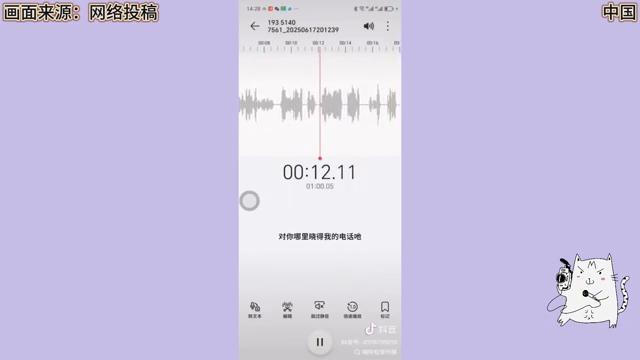 画面来源：网络投稿
中国
14:28
193 5140
7561_20250617201239
00:08
00:10
00:12
00:14
00:16
00:12.11
01:00.05
对你哪里晓得我的电话吔
转文本
编辑
跳过静音
倍速播放
标记
抖音